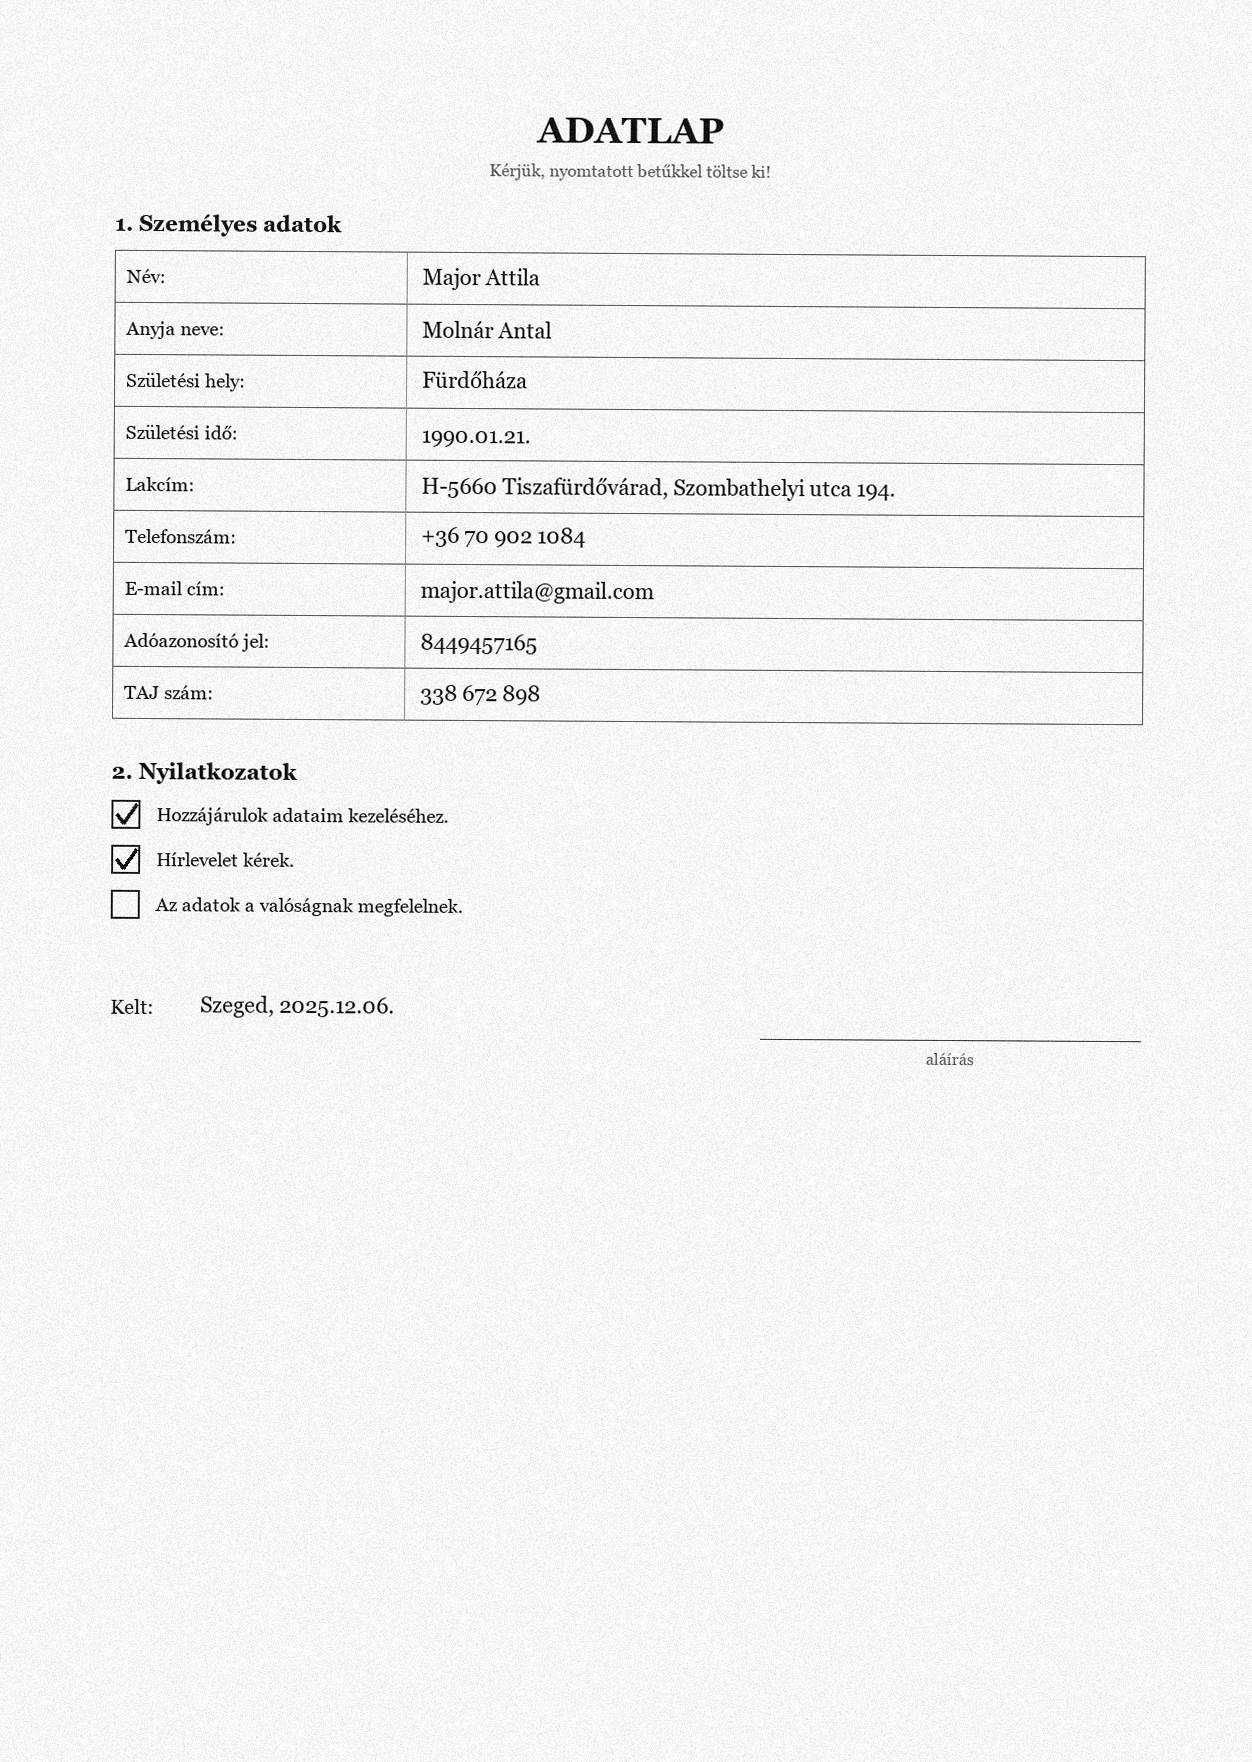 ADATLAP
Kérjük, nyomtatott betűkkel töltse ki!
1. Személyes adatok
Név: Major Attila
Anyja neve: Molnár Antal
Születési hely: Fürdőháza
Születési idő: 1990.01.21.
Lakcím: H-5660 Tiszafürdővárad, Szombathelyi utca 194.
Telefonszám: +36 70 902 1084
E-mail cím: major.attila@gmail.com
Adóazonosító jel: 8449457165
TAJ szám: 338 672 898
2. Nyilatkozatok
Hozzájárulok adataim kezeléséhez.
Hírlevelet kérek.
Az adatok a valóságnak megfelelnek.
Kelt: Szeged, 2025.12.06.
aláírás